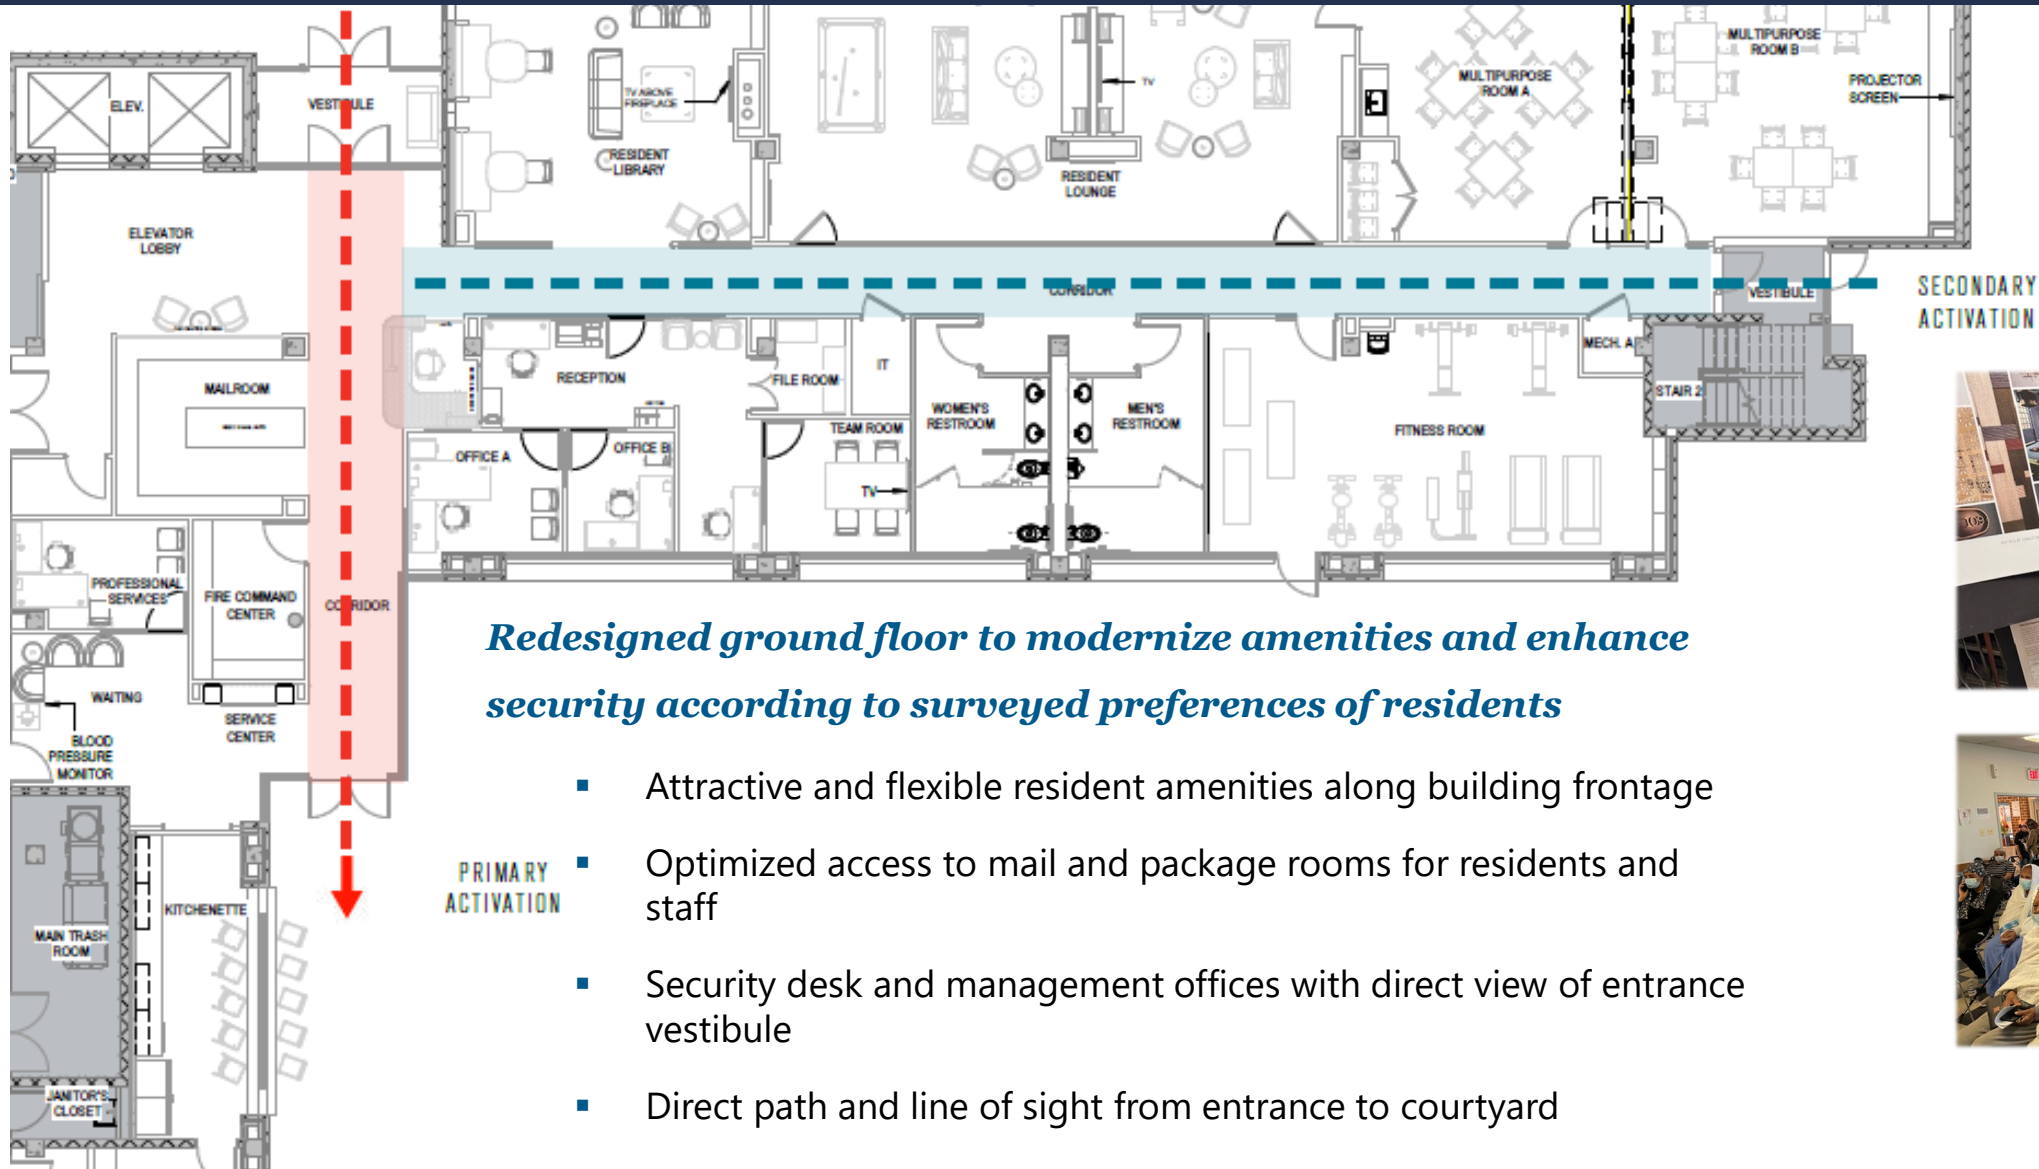 MULTIPURPOSE
ROOM B
PROJECTOR
SCREEN
MULTIPURPOSE
ROOM A
TV
TV ABOVE
FIREPLACE
ELEV.
VESTIBULE
RESIDENT
LIBRARY
RESIDENT
LOUNGE
ELEVATOR
LOBBY
CORRIDOR
VESTIBULE
SECONDARY
ACTIVATION
MECH. A
STAIR 2
RECEPTION
FILE ROOM
IT
MAILROOM
WOMEN'S
RESTROOM
MEN'S
RESTROOM
FITNESS ROOM
TEAM ROOM
TV
OFFICE A
OFFICE B
PROFESSIONAL
SERVICES
FIRE COMMAND
CENTER
CORRIDOR
WAITING
SERVICE
CENTER
BLOOD
PRESSURE
MONITOR
Redesigned ground floor to modernize amenities and enhance
security according to surveyed preferences of residents
▪ Attractive and flexible resident amenities along building frontage
▪ Optimized access to mail and package rooms for residents and
staff
▪ Security desk and management offices with direct view of entrance
vestibule
▪ Direct path and line of sight from entrance to courtyard
PRIMARY
ACTIVATION
KITCHENETTE
MAIN TRASH
ROOM
JANITOR'S
CLOSET